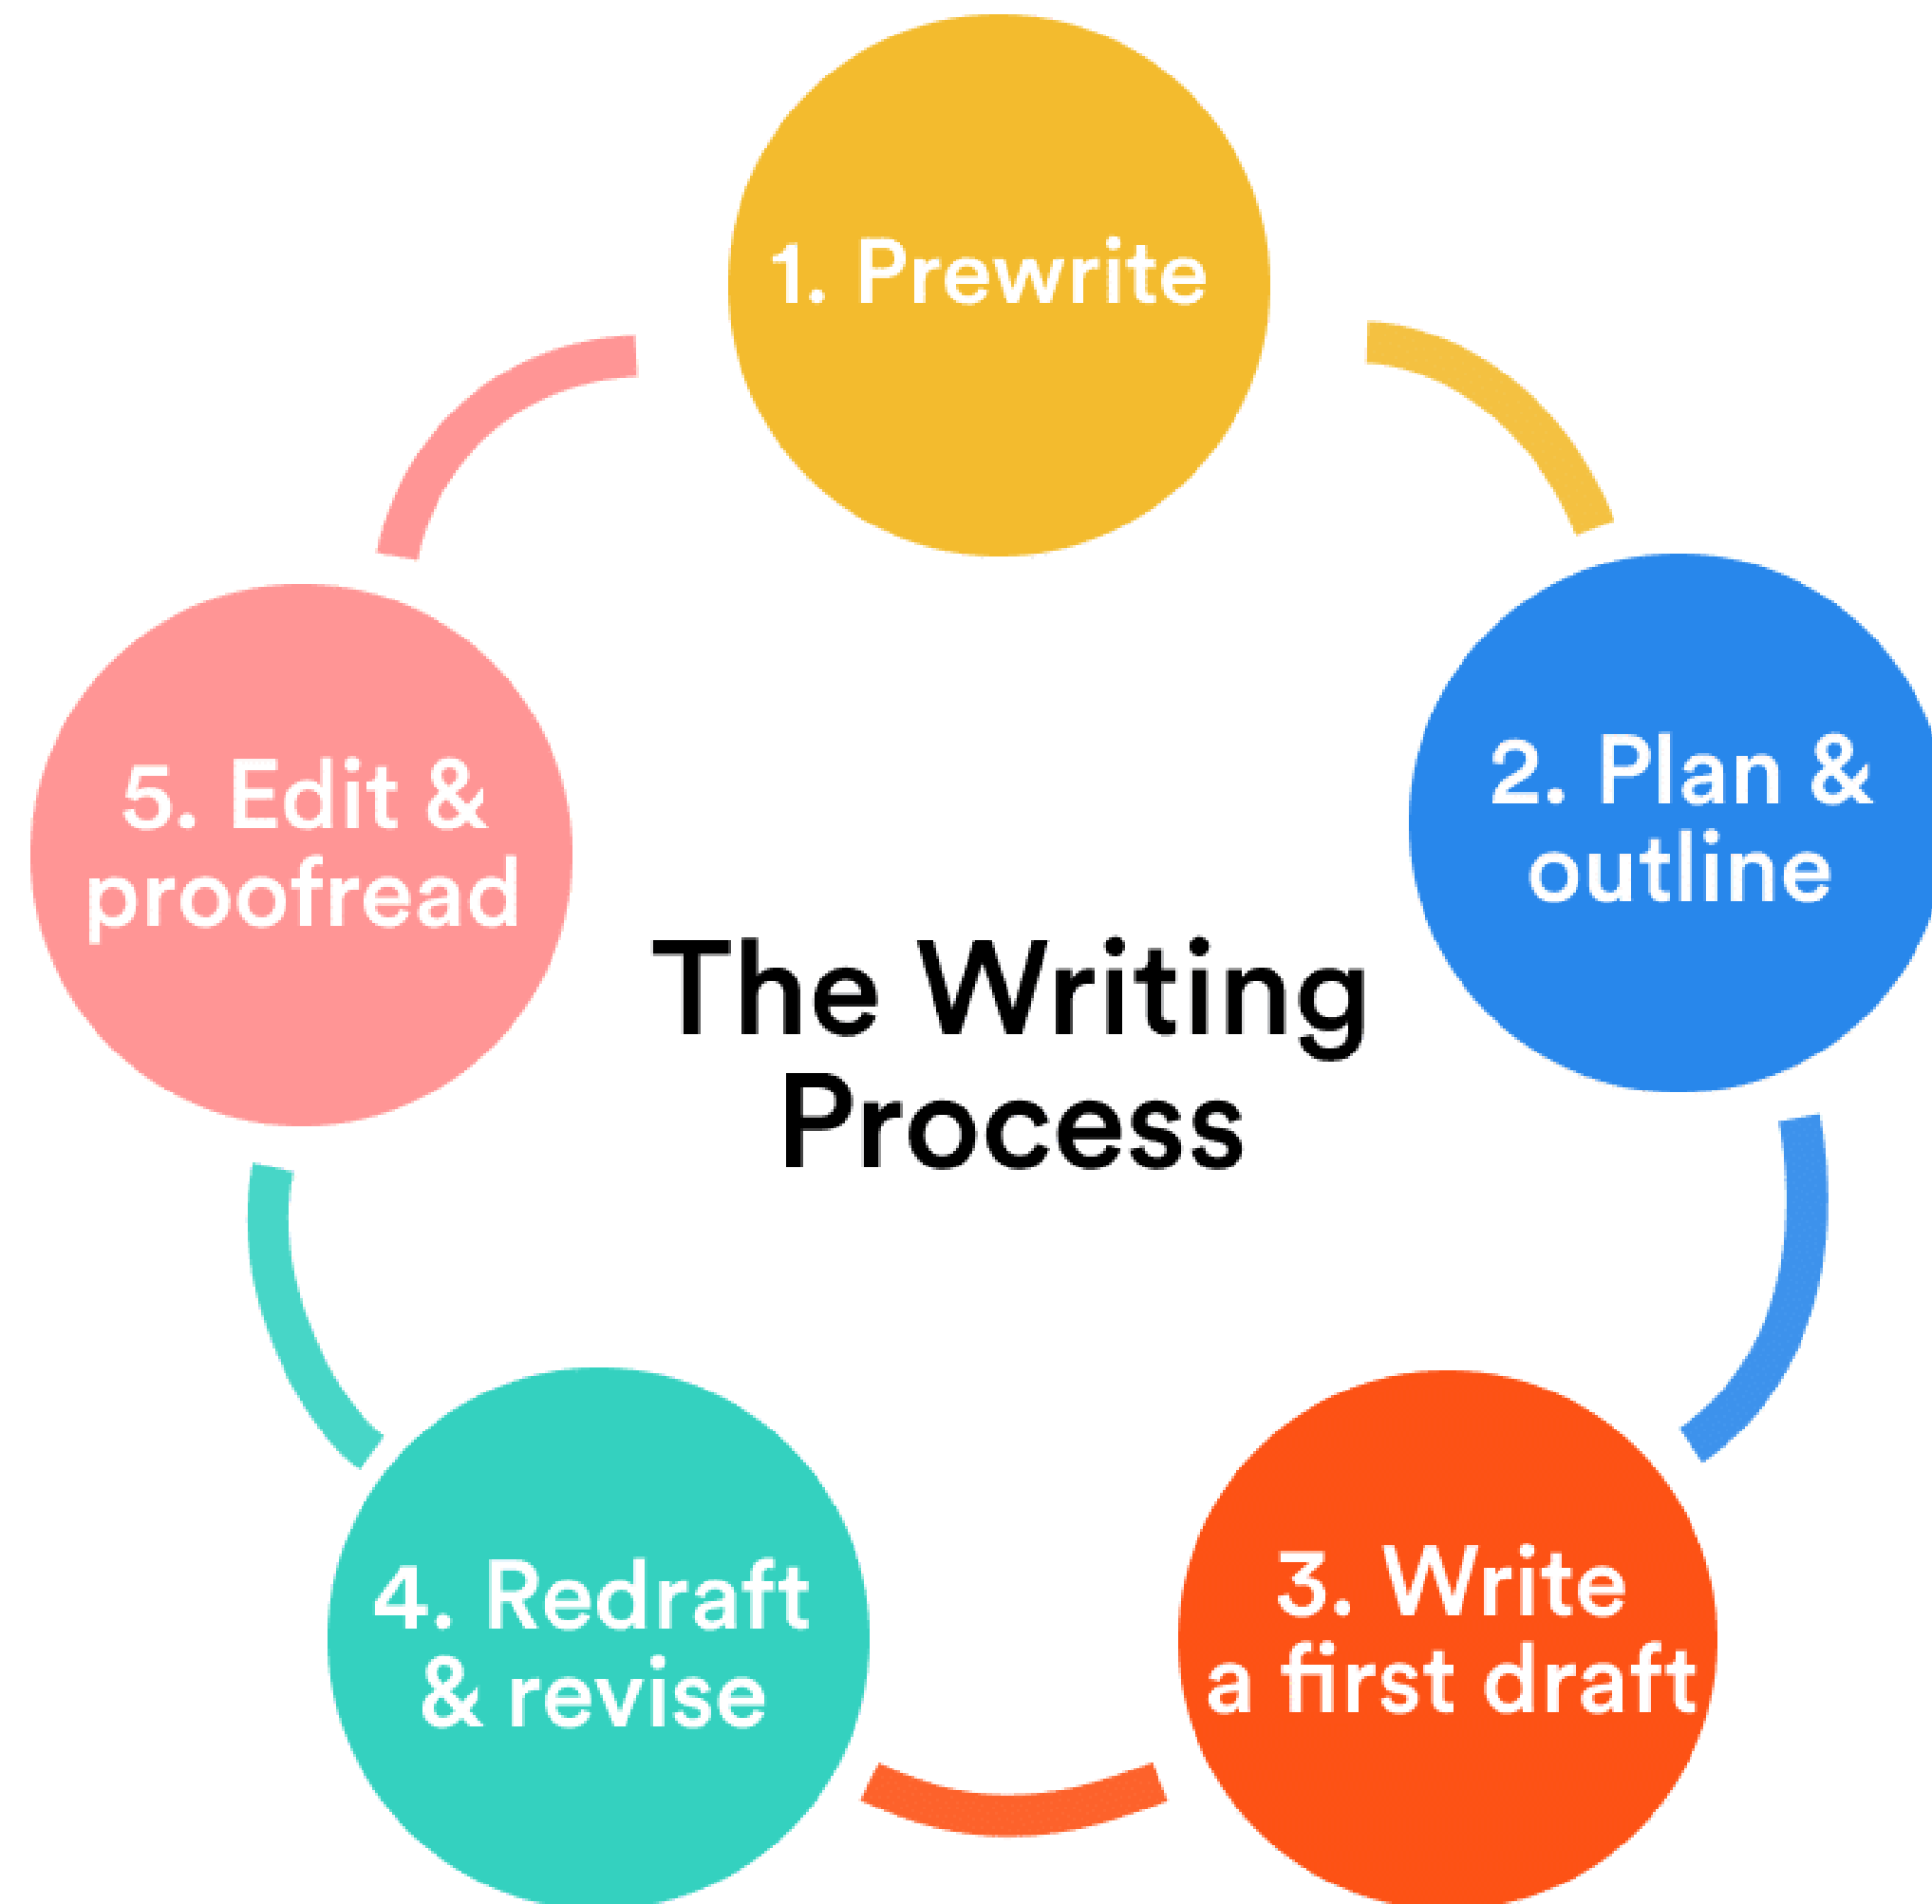 1. Prewrite
2. Plan &
outline
3. Write
a first draft
4. Redraft
& revise
5. Edit &
proofread
The Writing
Process